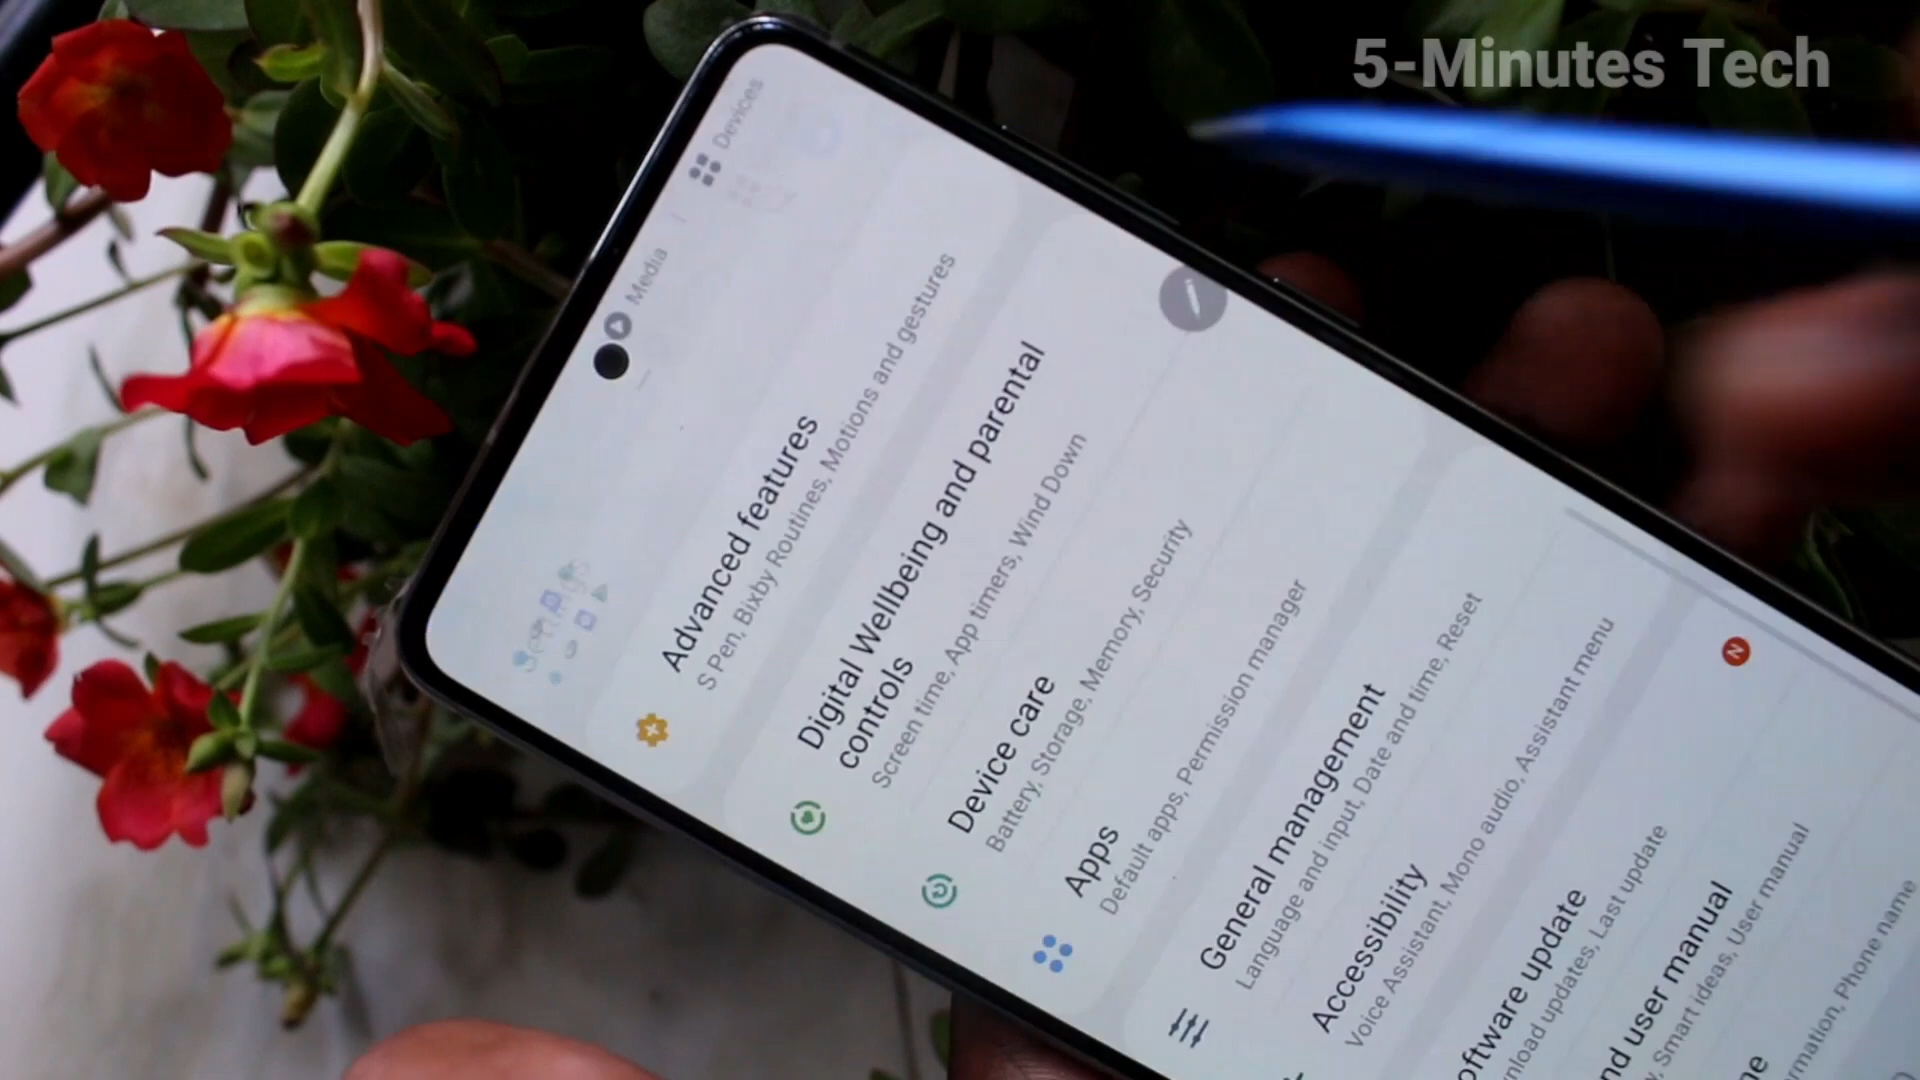 5-Minutes Tech
Devices
Media
Settings
Advanced features
S Pen, Bixby Routines, Motions and gestures
Digital Wellbeing and parental
controls
Screen time, App timers, Wind Down
Device care
Battery, Storage, Memory, Security
Apps
Default apps, Permission manager
General management
Language and input, Date and time, Reset
Accessibility
Voice Assistant, Mono audio, Assistant menu
oftware update
nload updates, Last update
N
nd user manual
, Smart ideas, User manual
ne
rmation, Phone name